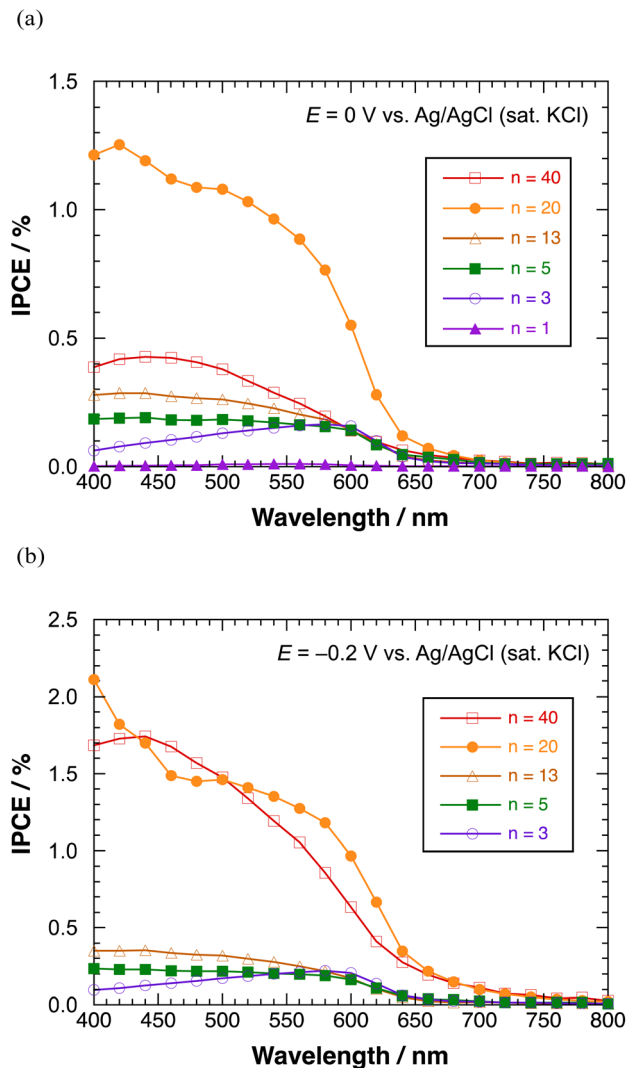 (a)
1.5
E = 0 V vs. Ag/AgCl (sat. KCl)
n = 40
n = 20
n = 13
n = 5
n = 3
n = 1
1.0
0.5
0.0
IPCE / %
400 450 500 550 600 650 700 750 800
Wavelength / nm
(b)
2.5
E = –0.2 V vs. Ag/AgCl (sat. KCl)
n = 40
n = 20
n = 13
n = 5
n = 3
2.0
1.5
1.0
0.5
0.0
IPCE / %
400 450 500 550 600 650 700 750 800
Wavelength / nm